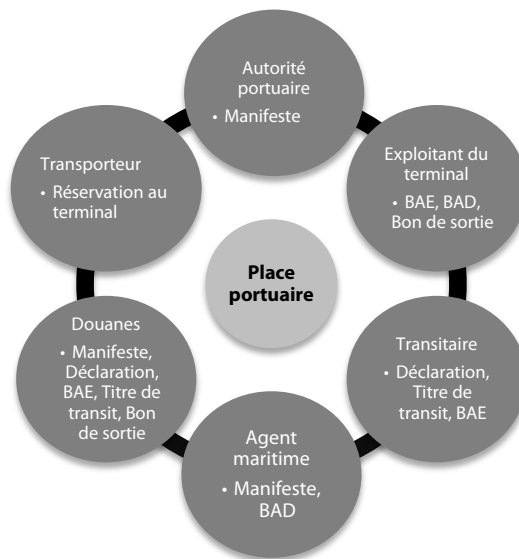 Autorité
portuaire
• Manifeste
Exploitant du
terminal
• BAE, BAD,
Bon de sortie
Transitaire
• Déclaration,
Titre de
transit, BAE
Agent
maritime
• Manifeste,
BAD
Douanes
• Manifeste,
Déclaration,
BAE, Titre de
transit, Bon
de sortie
Transporteur
• Réservation au
terminal
Place
portuaire